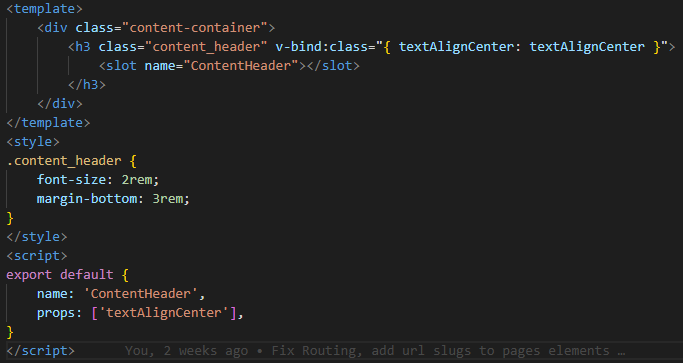 <template>
    <div class="content-container">
        <h3 class="content_header" v-bind:class="{ textAlignCenter: textAlignCenter }">
            <slot name="ContentHeader"></slot>
        </h3>
    </div>
</template>
<style>
.content_header {
    font-size: 2rem;
    margin-bottom: 3rem;
}
</style>
<script>
export default {
    name: 'ContentHeader',
    props: ['textAlignCenter'],
}
</script>        You, 2 weeks ago • Fix Routing, add url slugs to pages elements …